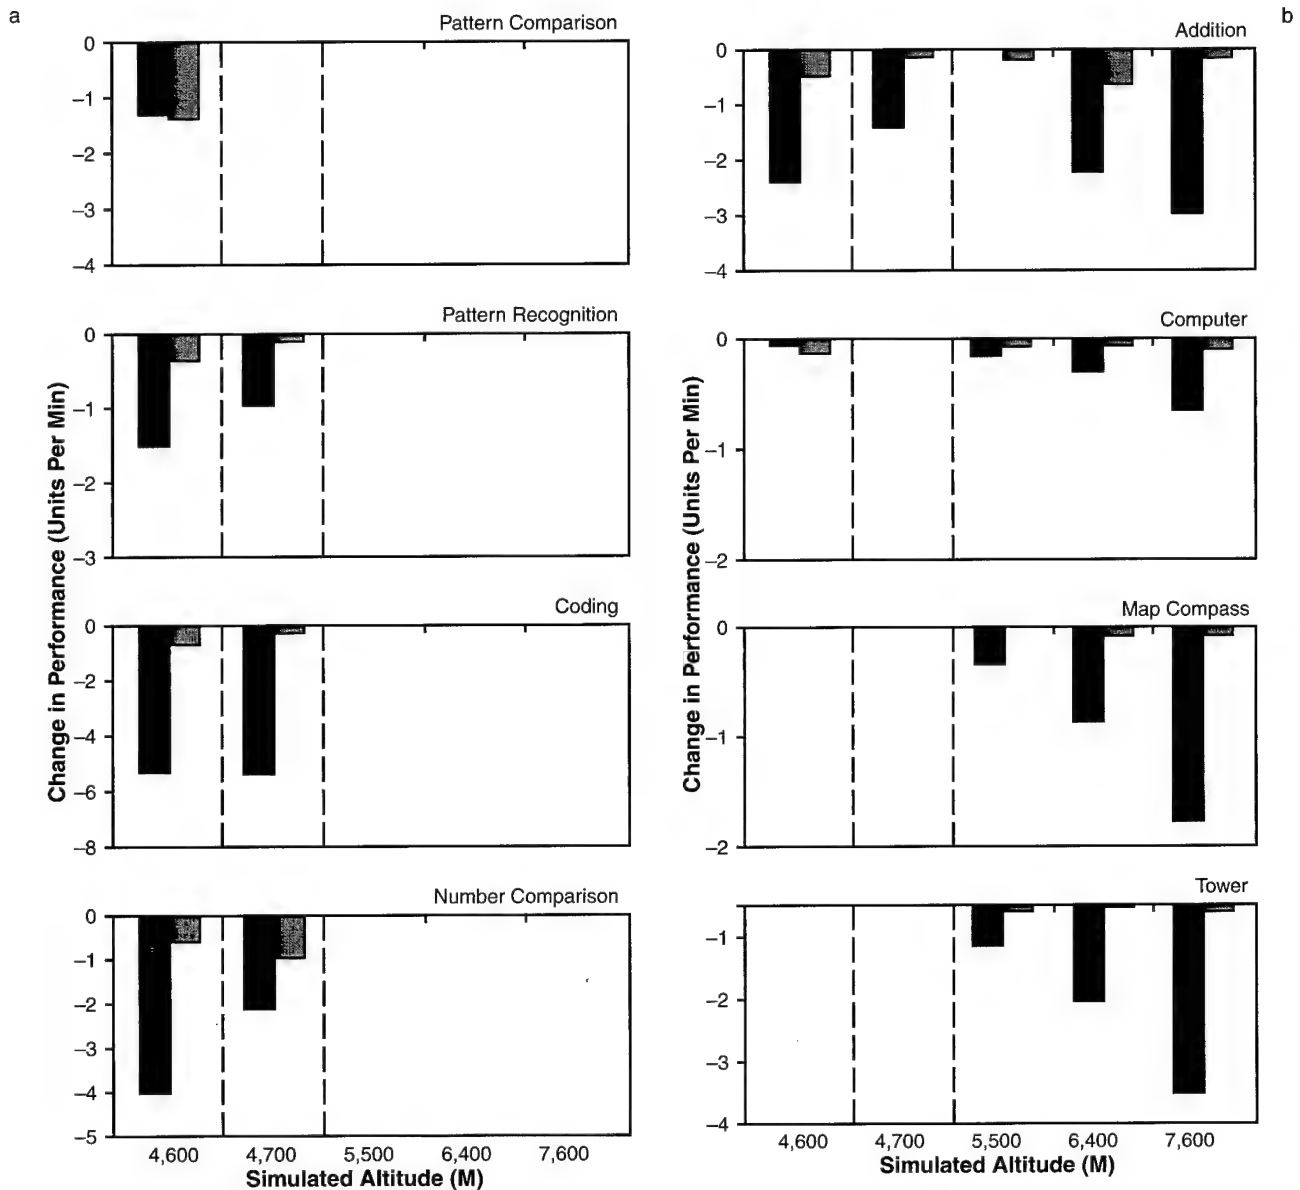 a
Pattern Comparison
0
–1
–2
–3
–4
Pattern Recognition
0
–1
–2
–3
Coding
0
–2
–4
–6
–8
Number Comparison
0
–1
–2
–3
–4
–5
Change in Performance (Units Per Min)
4,600 4,700 5,500 6,400 7,600
Simulated Altitude (M)
b
Addition
0
–1
–2
–3
–4
Computer
0
–1
–2
Map Compass
0
–1
–2
Tower
–1
–2
–3
–4
Change in Performance (Units Per Min)
4,600 4,700 5,500 6,400 7,600
Simulated Altitude (M)